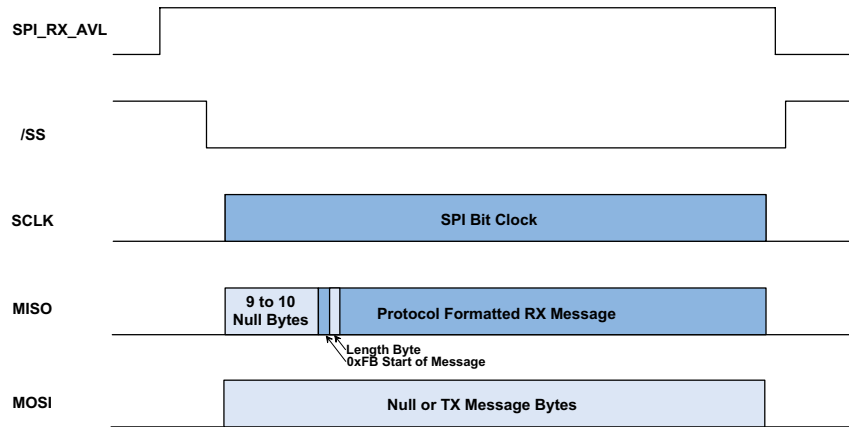 SPI_RX_AVL
/SS
SCLK
SPI Bit Clock
MISO
9 to 10
Null Bytes
Protocol Formatted RX Message
Length Byte
0xFB Start of Message
MOSI
Null or TX Message Bytes